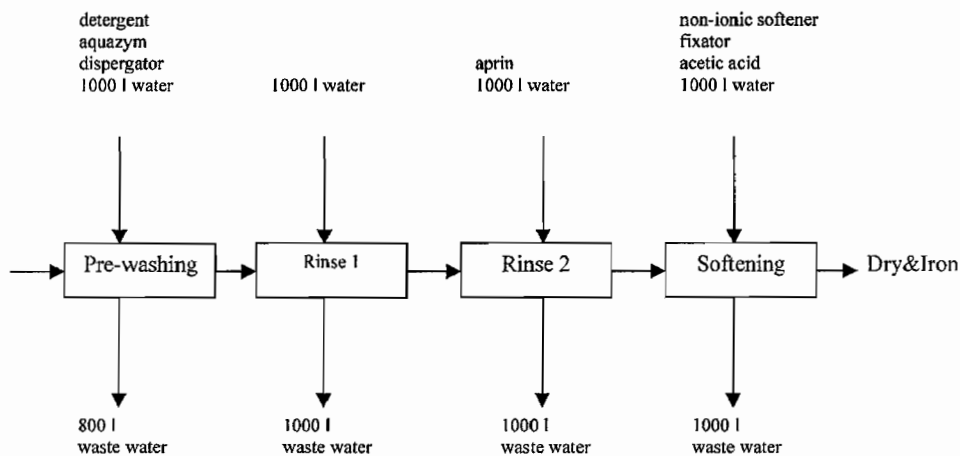 detergent
aquazym
dispergator
1000 l water
1000 l water
aprin
1000 l water
non-ionic softener
fixator
acetic acid
1000 l water
Pre-washing
Rinse 1
Rinse 2
Softening
Dry&Iron
800 l
waste water
1000 l
waste water
1000 l
waste water
1000 l
waste water